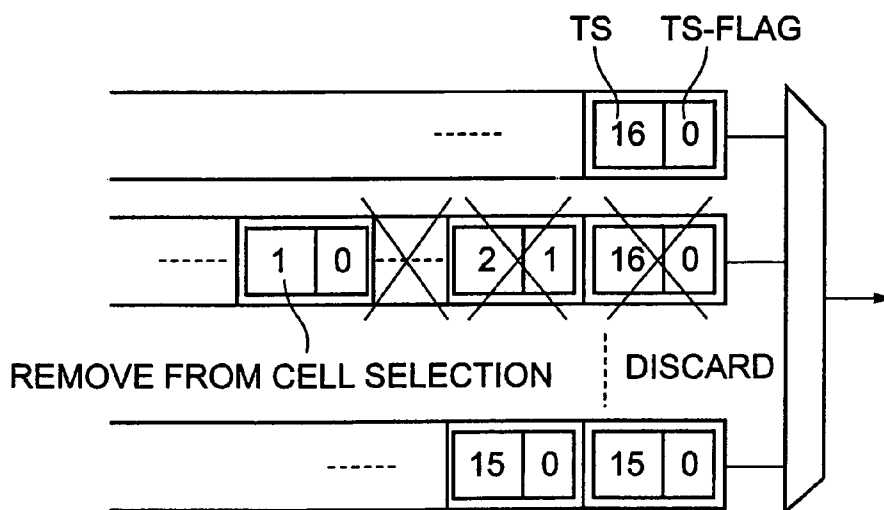 TS TS-FLAG
16 0
1 0 2 1 16 0
REMOVE FROM CELL SELECTION DISCARD
15 0 15 0